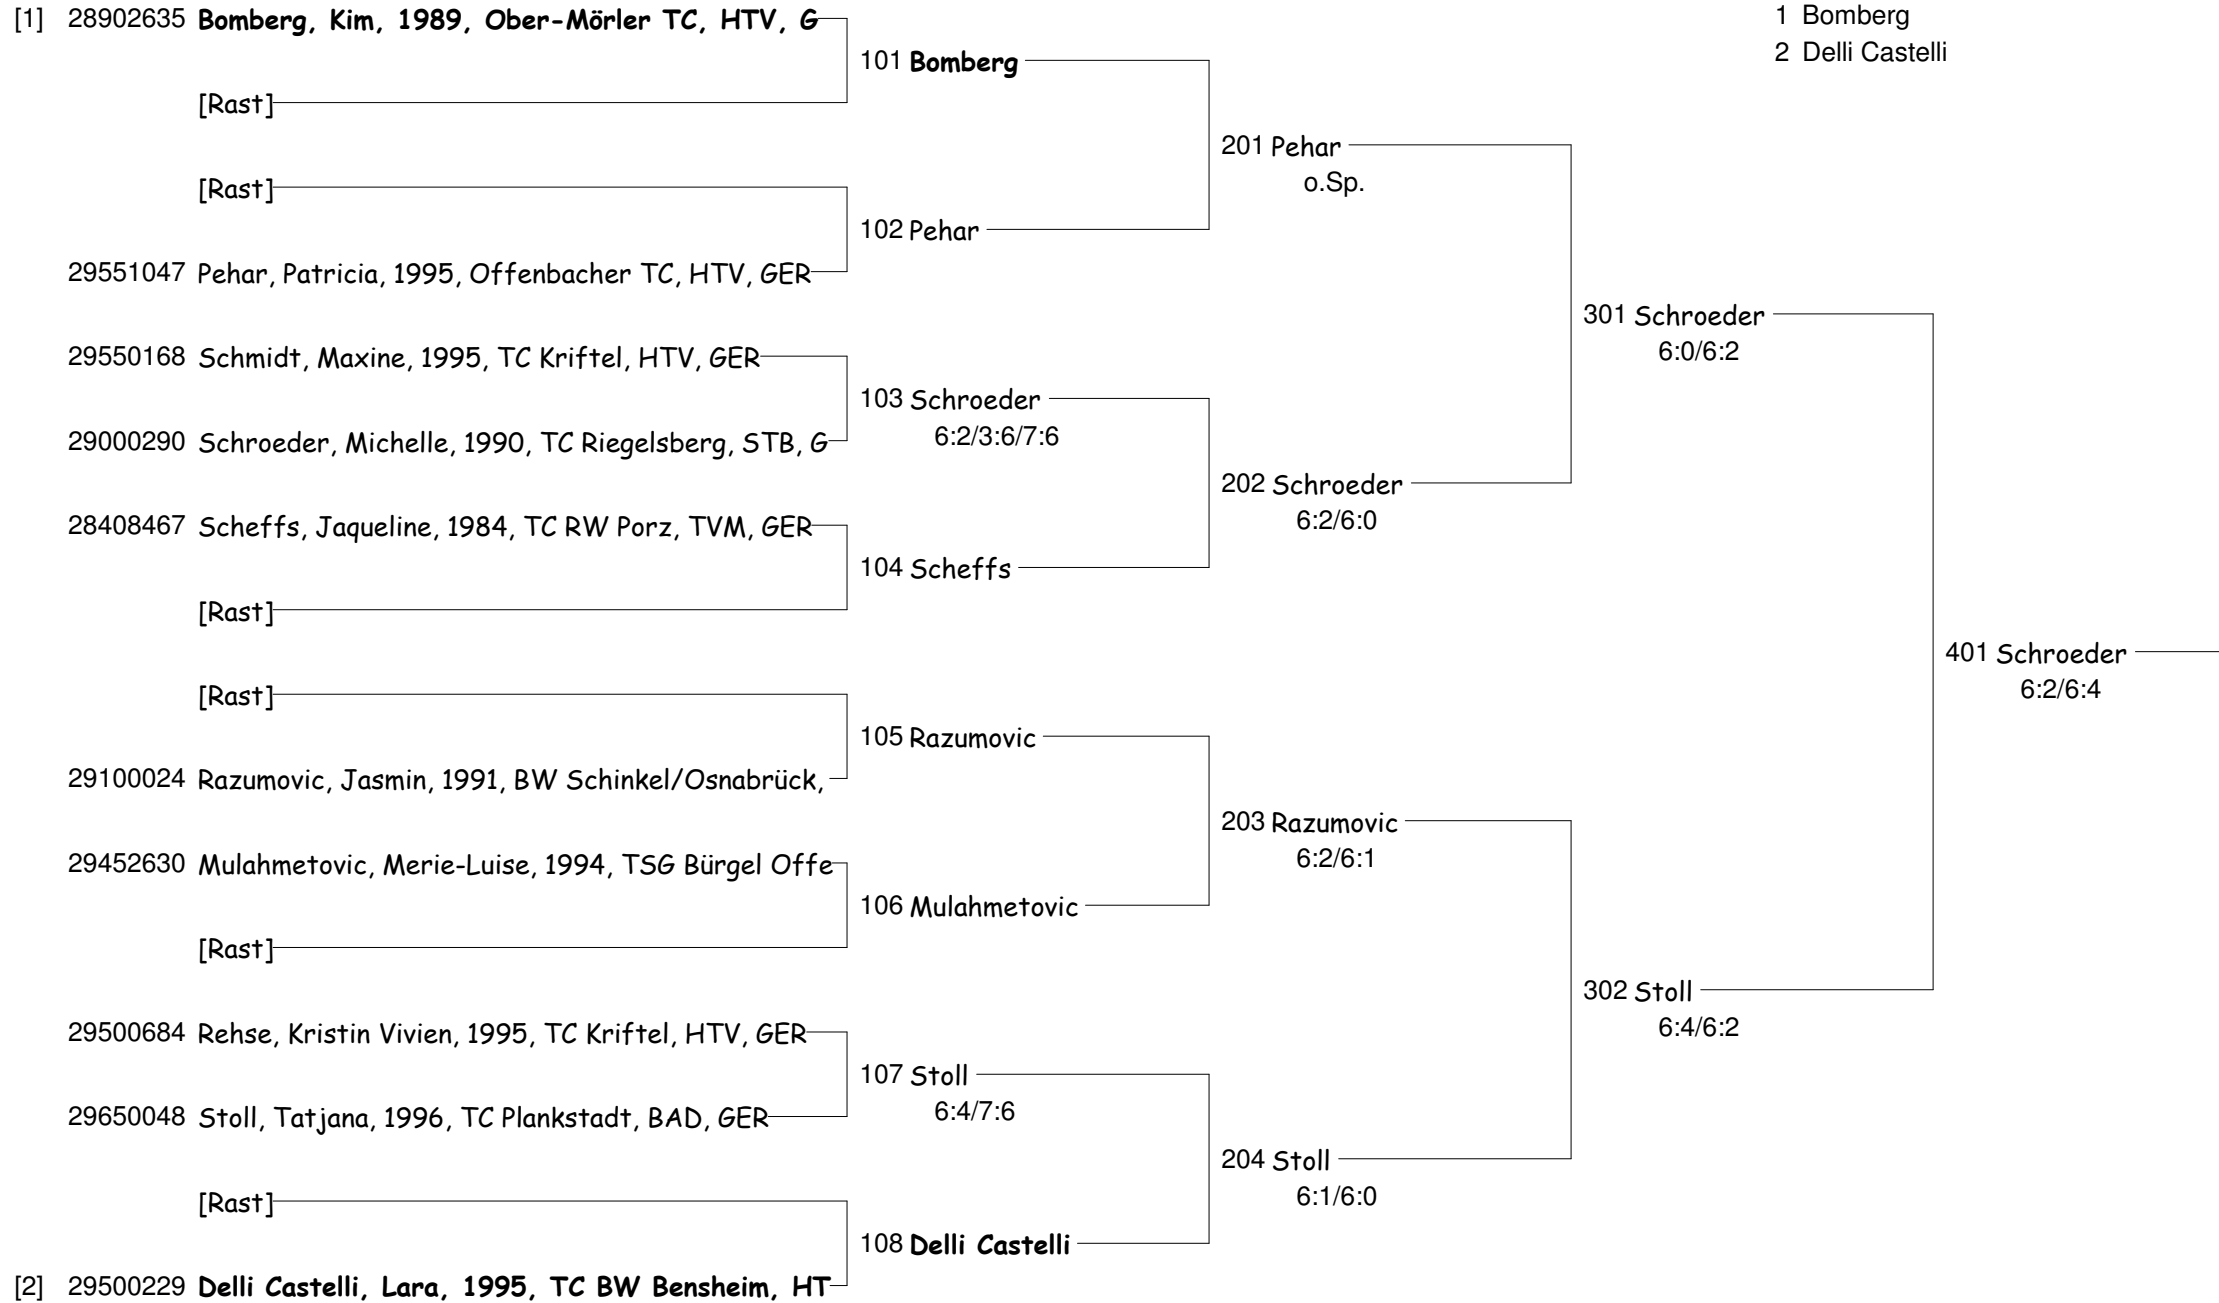 [1] 28902635 Bomberg, Kim, 1989, Ober-Mörler TC, HTV, G
1 Bomberg
2 Delli Castelli
101 Bomberg
[Rast]
201 Pehar
o.Sp.
[Rast]
102 Pehar
29551047 Pehar, Patricia, 1995, Offenbacher TC, HTV, GER
301 Schroeder
6:0/6:2
29550168 Schmidt, Maxine, 1995, TC Kriftel, HTV, GER
103 Schroeder
6:2/3:6/7:6
29000290 Schroeder, Michelle, 1990, TC Riegelsberg, STB, G
202 Schroeder
6:2/6:0
28408467 Scheffs, Jaqueline, 1984, TC RW Porz, TVM, GER
104 Scheffs
[Rast]
401 Schroeder
6:2/6:4
[Rast]
105 Razumovic
29100024 Razumovic, Jasmin, 1991, BW Schinkel/Osnabrück,
203 Razumovic
6:2/6:1
29452630 Mulahmetovic, Merie-Luise, 1994, TSG Bürgel Offe
106 Mulahmetovic
[Rast]
302 Stoll
6:4/6:2
29500684 Rehse, Kristin Vivien, 1995, TC Kriftel, HTV, GER
107 Stoll
6:4/7:6
29650048 Stoll, Tatjana, 1996, TC Plankstadt, BAD, GER
204 Stoll
6:1/6:0
[Rast]
108 Delli Castelli
[2] 29500229 Delli Castelli, Lara, 1995, TC BW Bensheim, HT